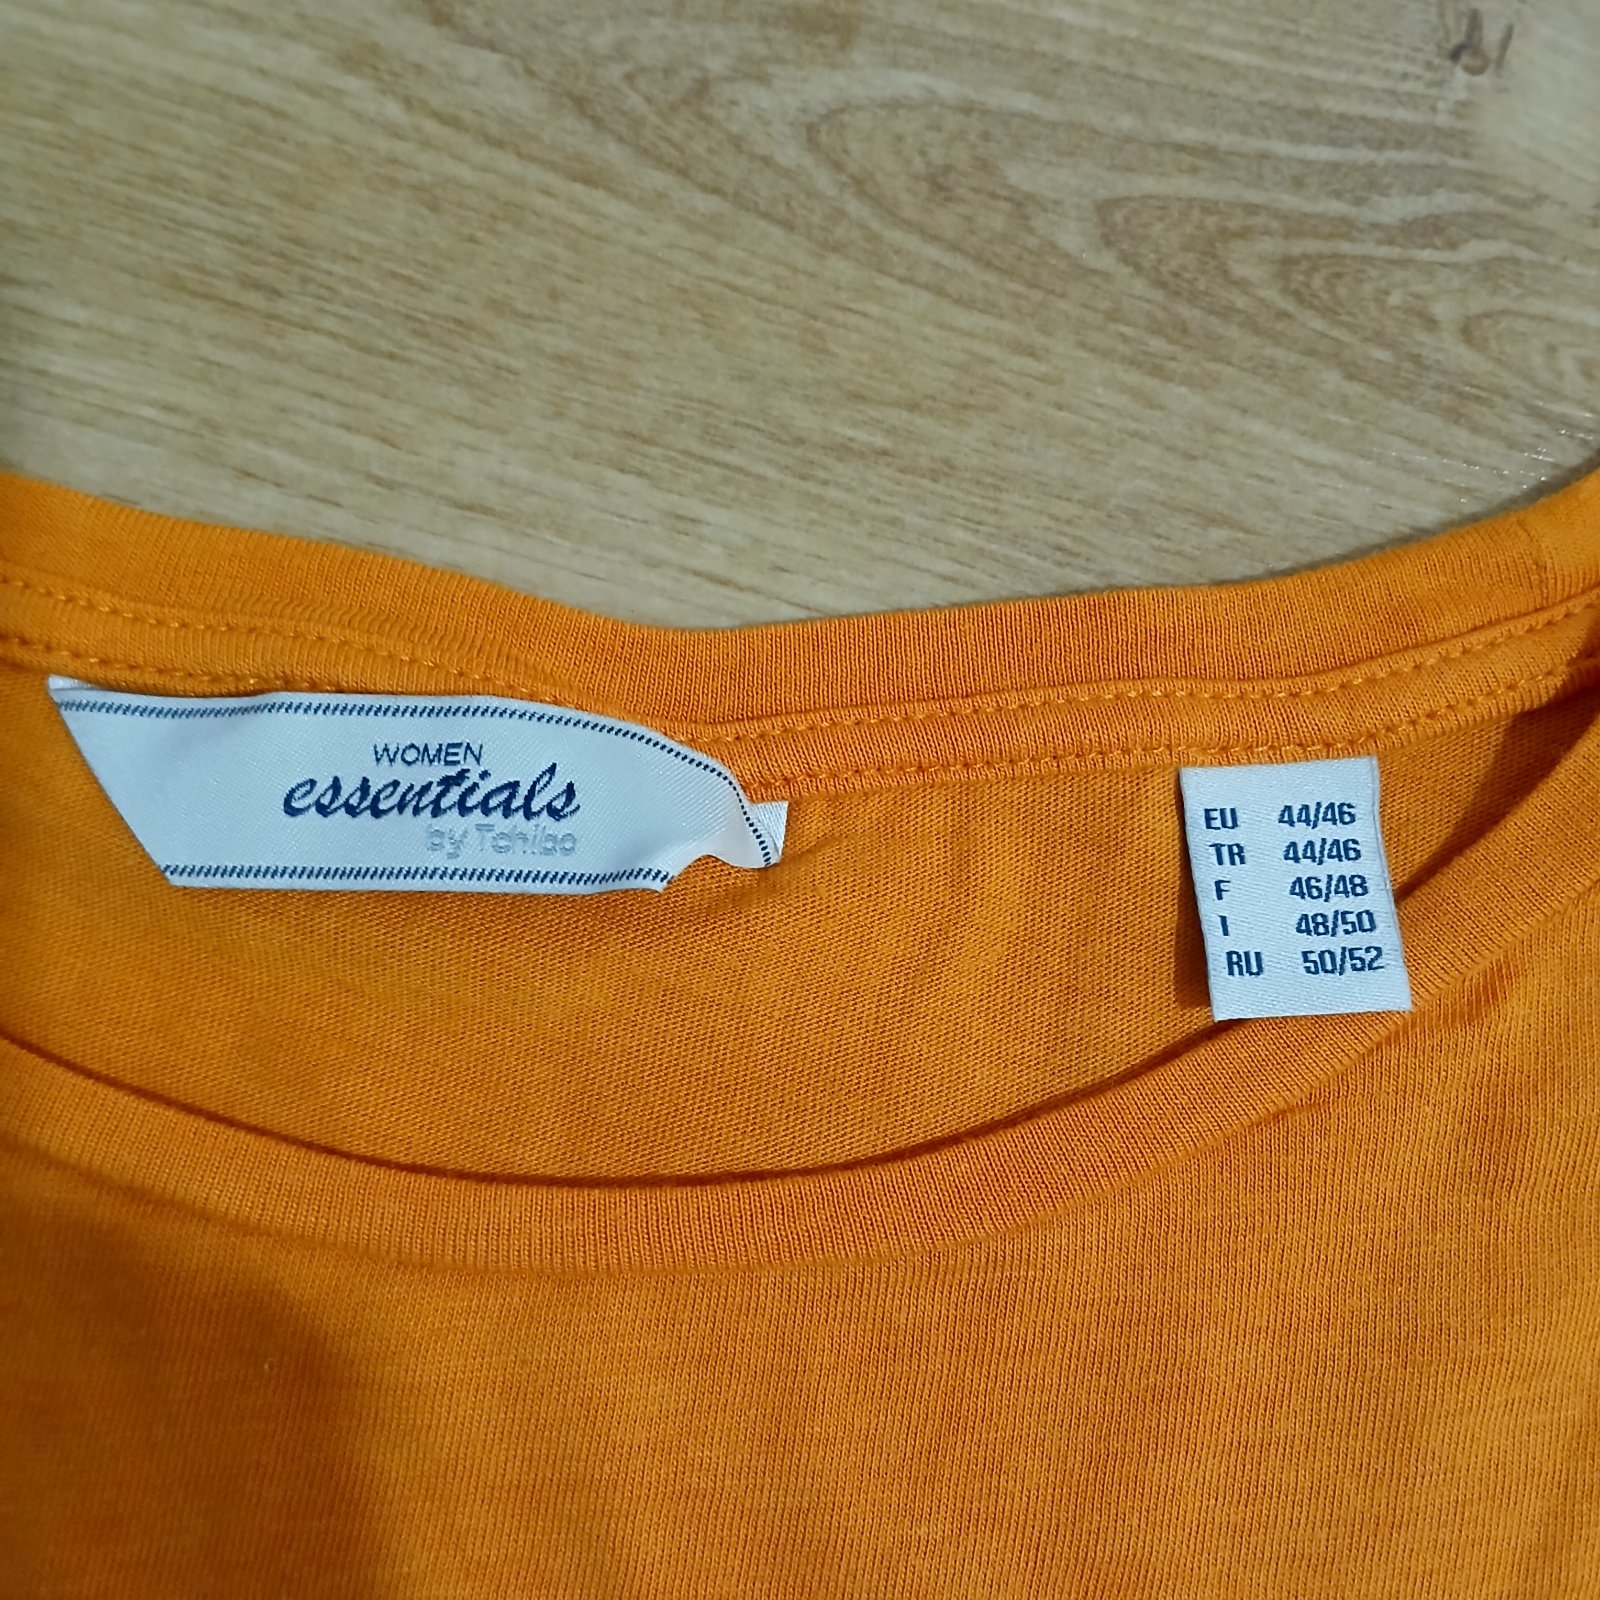 WOMEN
essentials
by Tchibo
EU 44/46
TR 44/46
F 46/48
I 48/50
RU 50/52